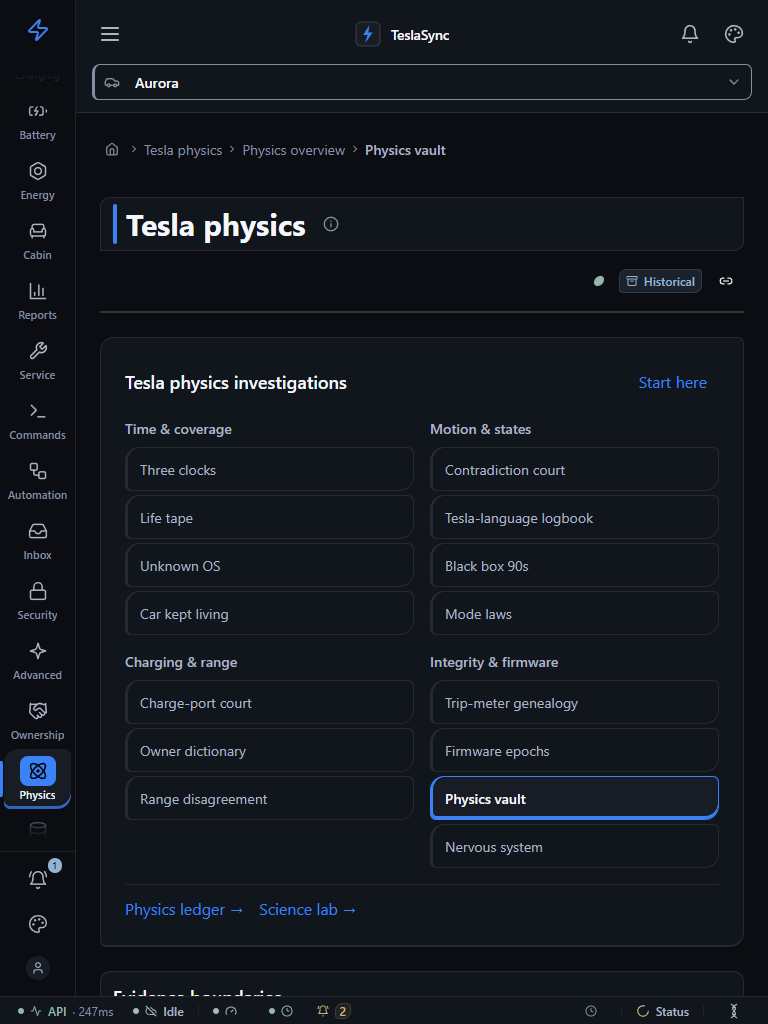 TeslaSync
Aurora
Charging
Battery
Energy
Cabin
Reports
Service
Commands
Automation
Inbox
Security
Advanced
Ownership
Physics
1
Tesla physics > Physics overview > Physics vault
Tesla physics
Historical
Tesla physics investigations
Start here
Time & coverage
Three clocks
Life tape
Unknown OS
Car kept living
Motion & states
Contradiction court
Tesla-language logbook
Black box 90s
Mode laws
Charging & range
Charge-port court
Owner dictionary
Range disagreement
Integrity & firmware
Trip-meter genealogy
Firmware epochs
Physics vault
Nervous system
Physics ledger → Science lab →
Evidence boundaries
API · 247ms
Idle
2
Status